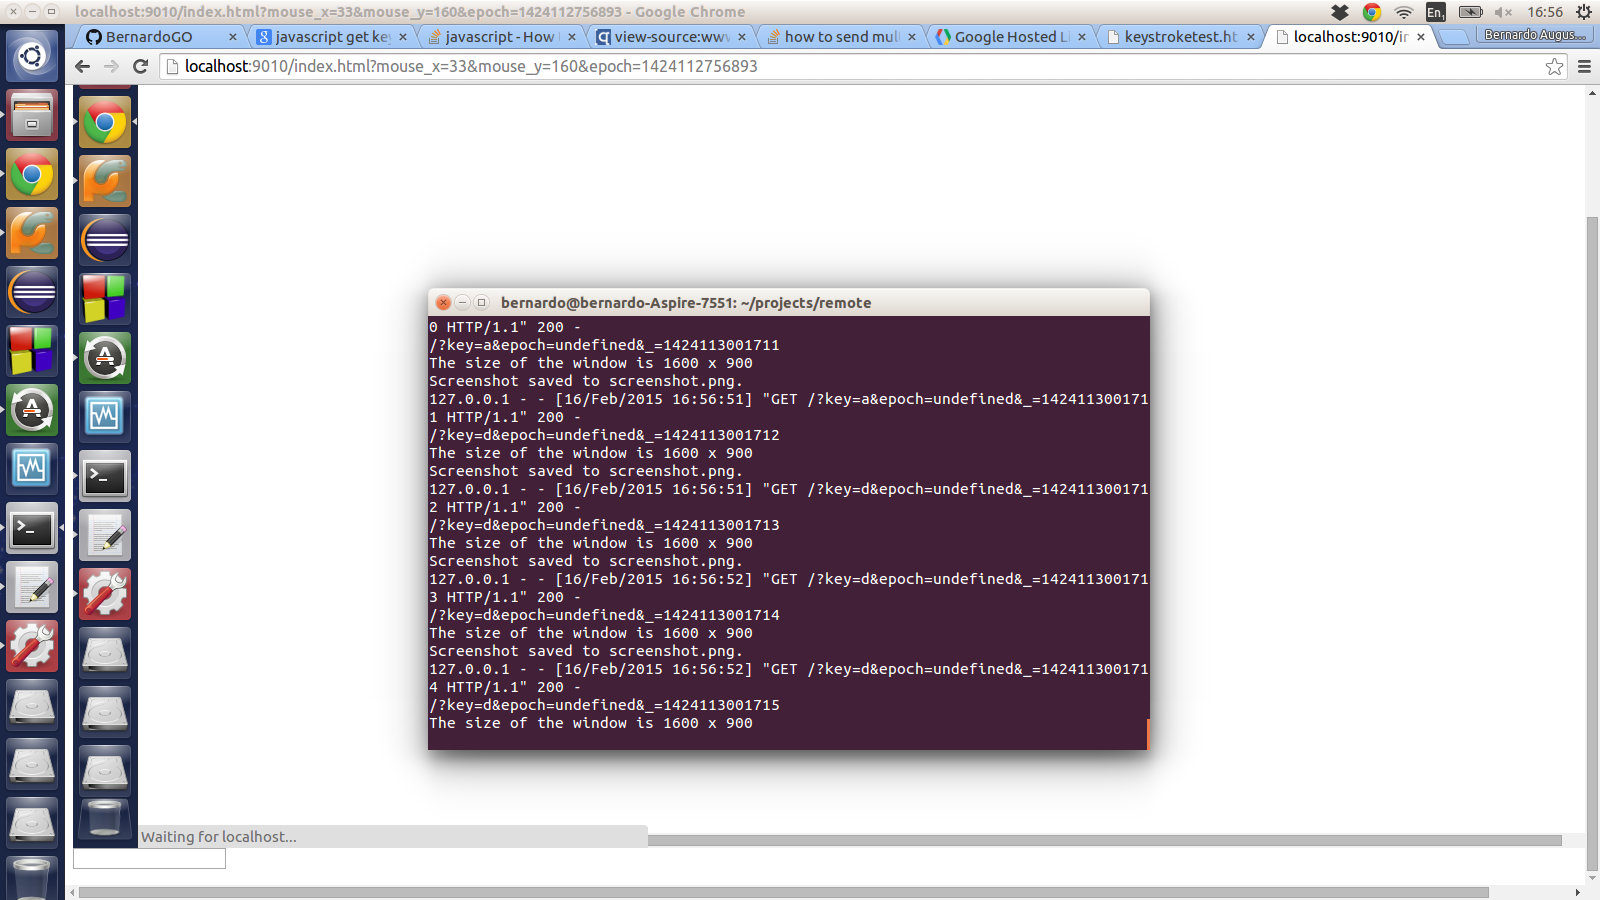 localhost:9010/index.html?mouse_x=33&mouse_y=160&epoch=1424112756893 - Google Chrome
En1
16:56
BernardoGO
javascript get ke
javascript - How
view-source:ww
how to send mul
Google Hosted Li
keystroketest.ht
localhost:9010/ir
Bernardo Augus...
localhost:9010/index.html?mouse_x=33&mouse_y=160&epoch=1424112756893
bernardo@bernardo-Aspire-7551: ~/projects/remote
0 HTTP/1.1" 200 -
/?key=a&epoch=undefined&_=1424113001711
The size of the window is 1600 x 900
Screenshot saved to screenshot.png.
127.0.0.1 - - [16/Feb/2015 16:56:51] "GET /?key=a&epoch=undefined&_=142411300171
1 HTTP/1.1" 200 -
/?key=d&epoch=undefined&_=1424113001712
The size of the window is 1600 x 900
Screenshot saved to screenshot.png.
127.0.0.1 - - [16/Feb/2015 16:56:51] "GET /?key=d&epoch=undefined&_=142411300171
2 HTTP/1.1" 200 -
/?key=d&epoch=undefined&_=1424113001713
The size of the window is 1600 x 900
Screenshot saved to screenshot.png.
127.0.0.1 - - [16/Feb/2015 16:56:52] "GET /?key=d&epoch=undefined&_=142411300171
3 HTTP/1.1" 200 -
/?key=d&epoch=undefined&_=1424113001714
The size of the window is 1600 x 900
Screenshot saved to screenshot.png.
127.0.0.1 - - [16/Feb/2015 16:56:52] "GET /?key=d&epoch=undefined&_=142411300171
4 HTTP/1.1" 200 -
/?key=d&epoch=undefined&_=1424113001715
The size of the window is 1600 x 900
Waiting for localhost...